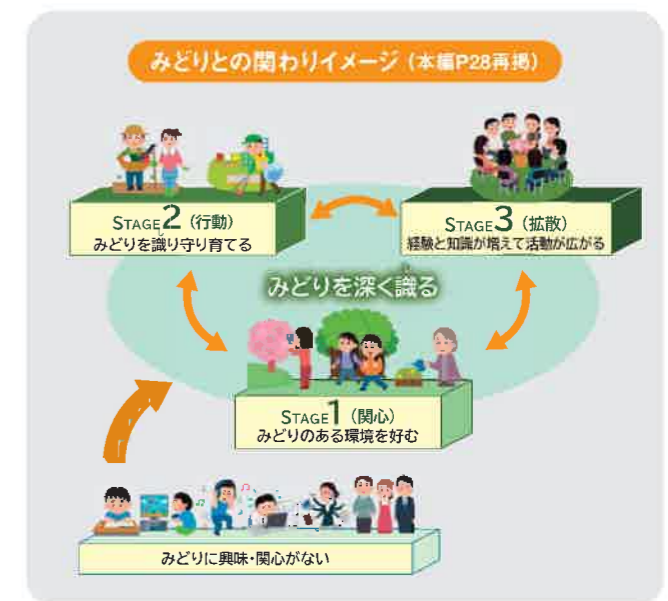 みどりとの関わりイメージ（本編P28再掲）
STAGE2（行動）
みどりを識り守り育てる
STAGE3（拡散）
経験と知識が増えて活動が広がる
みどりを深く識る
STAGE1（関心）
みどりのある環境を好む
みどりに興味・関心がない